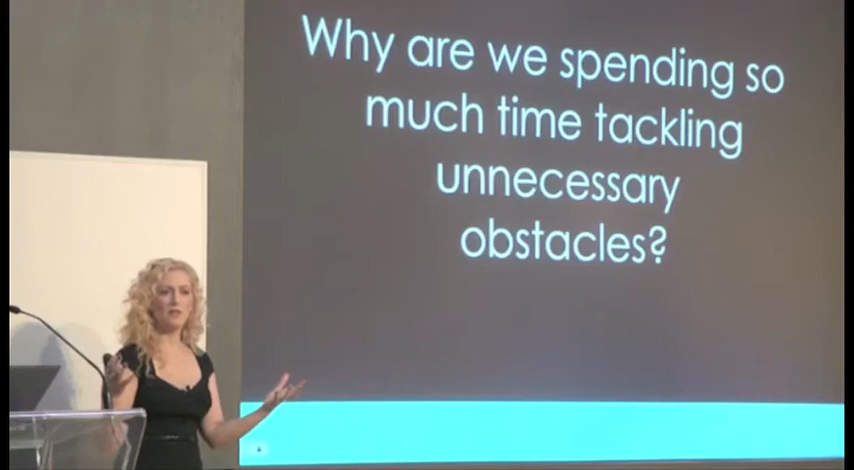 Why are we spending so
much time tackling
unnecessary
obstacles?